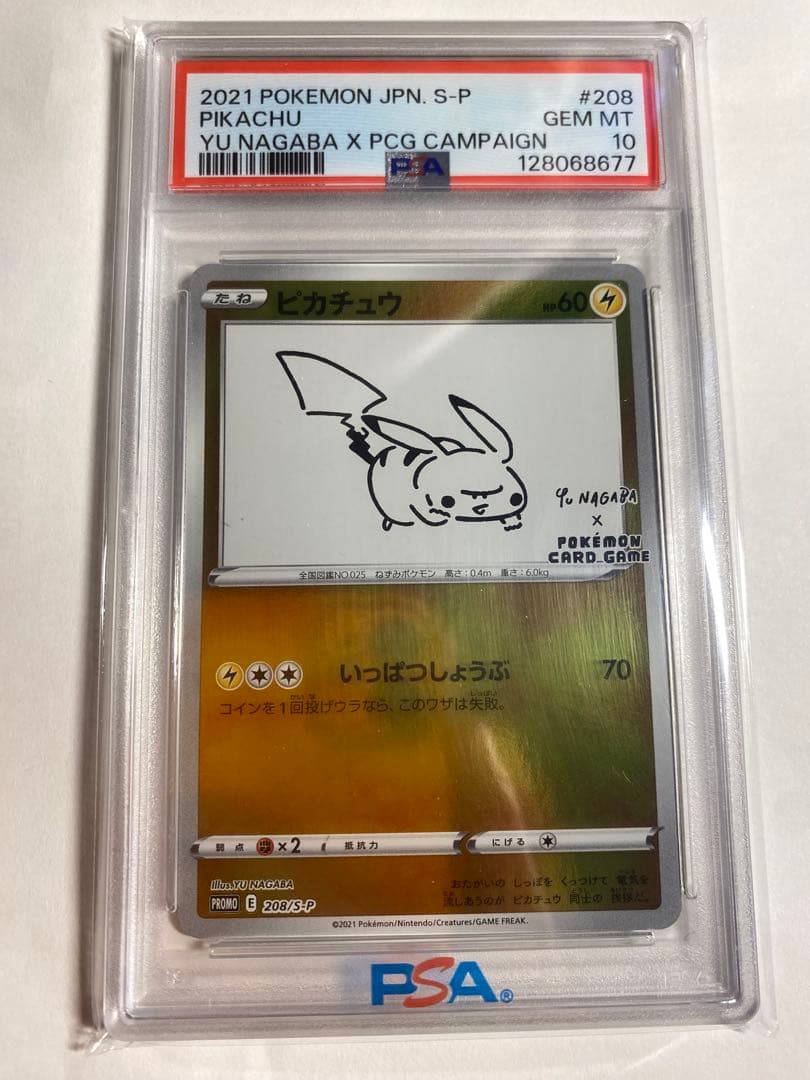 2021 POKEMON JPN. S-P #208
PIKACHU GEM MT
YU NAGABA X PCG CAMPAIGN 10
PSA 128068677
たね ピカチュウ HP60
YU NAGABA
X
POKÉMON
CARD GAME
全国図鑑NO.025 ねずみポケモン 高さ:0.4m 重さ:6.0kg
いっぱつしょうぶ 70
コインを1回投げウラなら、このワザは失敗。
弱点 ×2 抵抗力 にげる
Illus.YU NAGABA
おたがいの しっぽを くっつけて 電気を
流しあうのが ピカチュウ 同士の 挨拶だ。
PROMO E 208/S-P
©2021 Pokémon/Nintendo/Creatures/GAME FREAK.
PSA®